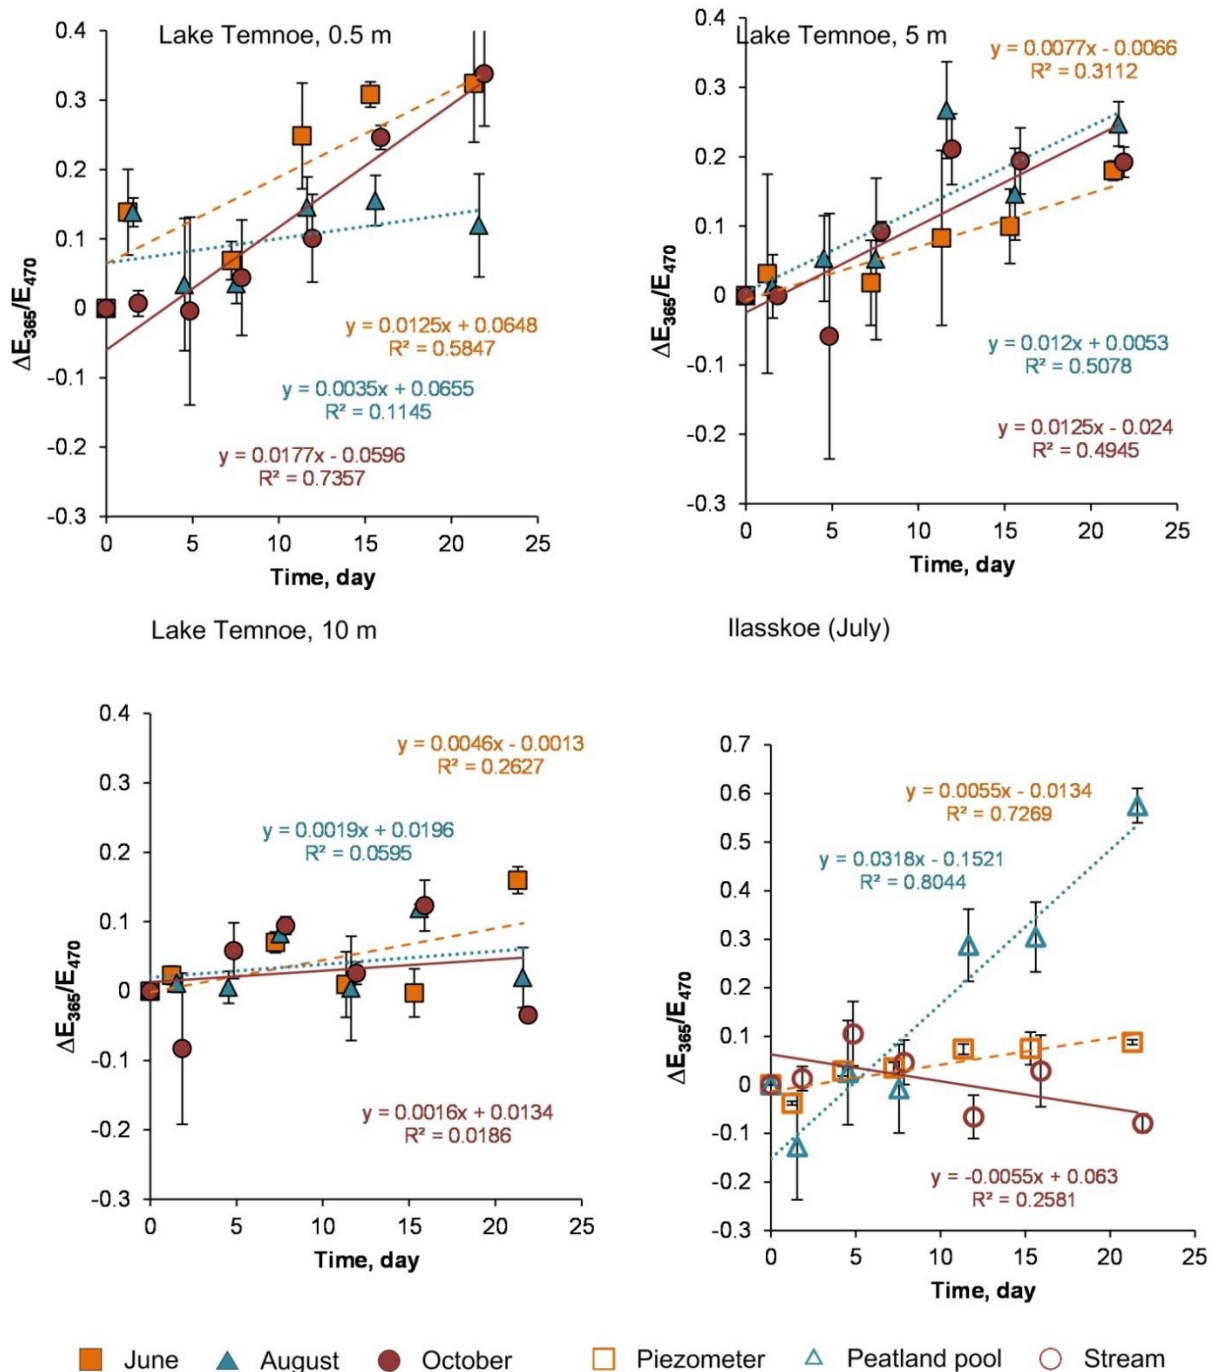 Lake Temnoe, 0.5 m
0.4
0.3
0.2
0.1
0
-0.1
-0.2
-0.3
ΔE₃₆₅/E₄₇₀
y = 0.0125x + 0.0648
R² = 0.5847
y = 0.0035x + 0.0655
R² = 0.1145
y = 0.0177x - 0.0596
R² = 0.7357
0 5 10 15 20 25
Time, day
Lake Temnoe, 5 m
y = 0.0077x - 0.0066
R² = 0.3112
0.4
0.3
0.2
0.1
0
-0.1
-0.2
-0.3
ΔE₃₆₅/E₄₇₀
y = 0.012x + 0.0053
R² = 0.5078
y = 0.0125x - 0.024
R² = 0.4945
0 5 10 15 20 25
Time, day
Lake Temnoe, 10 m
0.4
0.3
0.2
0.1
0
-0.1
-0.2
-0.3
ΔE₃₆₅/E₄₇₀
y = 0.0046x - 0.0013
R² = 0.2627
y = 0.0019x + 0.0196
R² = 0.0595
y = 0.0016x + 0.0134
R² = 0.0186
0 5 10 15 20 25
Time, day
Ilasskoe (July)
0.7
0.6
0.5
0.4
0.3
0.2
0.1
0
-0.1
-0.2
-0.3
ΔE₃₆₅/E₄₇₀
y = 0.0055x - 0.0134
R² = 0.7269
y = 0.0318x - 0.1521
R² = 0.8044
y = -0.0055x + 0.063
R² = 0.2581
0 5 10 15 20 25
Time, day
June August October Piezometer Peatland pool Stream